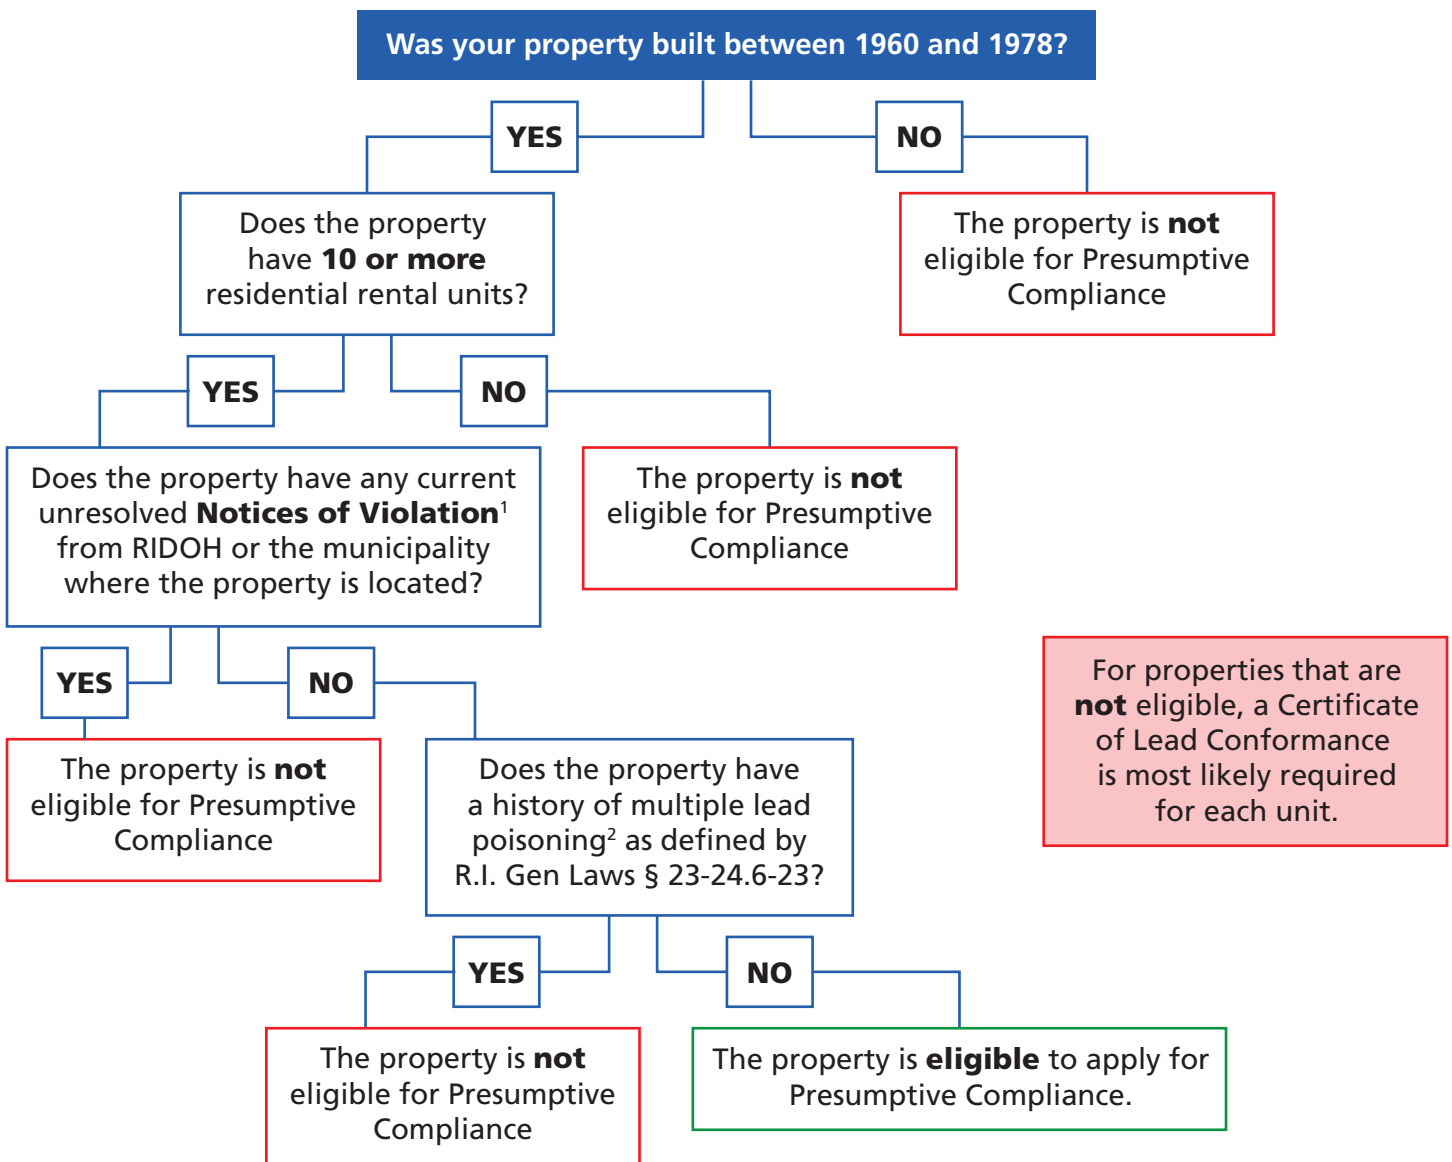 Was your property built between 1960 and 1978?
YES
NO
Does the property
have 10 or more
residential rental units?
The property is not
eligible for Presumptive
Compliance
YES
NO
Does the property have any current
unresolved Notices of Violation¹
from RIDOH or the municipality
where the property is located?
The property is not
eligible for Presumptive
Compliance
YES
NO
For properties that are
not eligible, a Certificate
of Lead Conformance
is most likely required
for each unit.
The property is not
eligible for Presumptive
Compliance
Does the property have
a history of multiple lead
poisoning² as defined by
R.I. Gen Laws § 23-24.6-23?
YES
NO
The property is not
eligible for Presumptive
Compliance
The property is eligible to apply for
Presumptive Compliance.